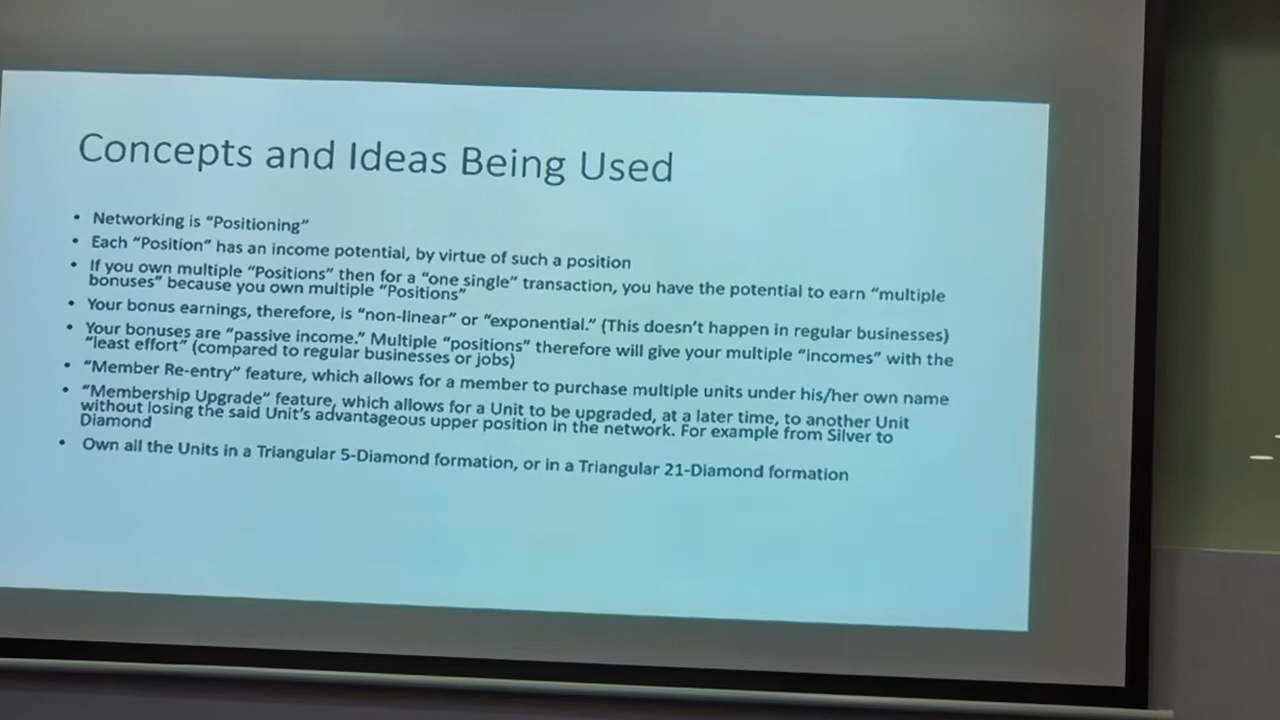 Concepts and Ideas Being Used
• Networking is “Positioning”
• Each “Position” has an income potential, by virtue of such a position
• If you own multiple “Positions” then for a “one single” transaction, you have the potential to earn “multiple
bonuses” because you own multiple “Positions”
• Your bonus earnings, therefore, is “non-linear” or “exponential.” (This doesn’t happen in regular businesses)
• Your bonuses are “passive income.” Multiple “positions” therefore will give your multiple “incomes” with the
“least effort” (compared to regular businesses or jobs)
• “Member Re-entry” feature, which allows for a member to purchase multiple units under his/her own name
• “Membership Upgrade” feature, which allows for a Unit to be upgraded, at a later time, to another Unit
without losing the said Unit’s advantageous upper position in the network. For example from Silver to
Diamond
• Own all the Units in a Triangular 5-Diamond formation, or in a Triangular 21-Diamond formation